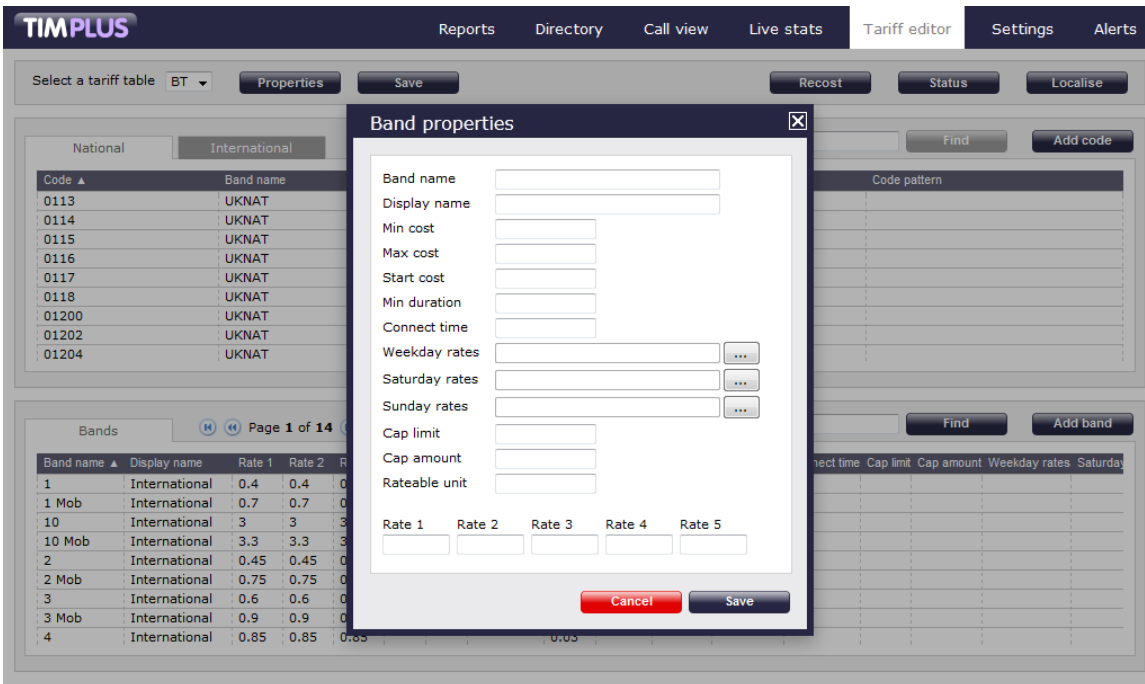 TIMPLUS Reports Directory Call view Live stats Tariff editor Settings Alerts
Select a tariff table BT Properties Save Recost Status Localise
Band properties
National International Find Add code
Code ▲ Band name Code pattern
0113 UKNAT
0114 UKNAT
0115 UKNAT
0116 UKNAT
0117 UKNAT
0118 UKNAT
01200 UKNAT
01202 UKNAT
01204 UKNAT
Band name
Display name
Min cost
Max cost
Start cost
Min duration
Connect time
Weekday rates ...
Saturday rates ...
Sunday rates ...
Cap limit
Cap amount
Rateable unit
Rate 1 Rate 2 Rate 3 Rate 4 Rate 5
Cancel Save
Bands Page 1 of 14 Find Add band
Band name ▲ Display name Rate 1 Rate 2 time Cap limit Cap amount Weekday rates Saturday
1 International 0.4 0.4
1 Mob International 0.7 0.7
10 International 3 3
10 Mob International 3.3 3.3
2 International 0.45 0.45
2 Mob International 0.75 0.75
3 International 0.6 0.6
3 Mob International 0.9 0.9
4 International 0.85 0.85 0.85 0.03